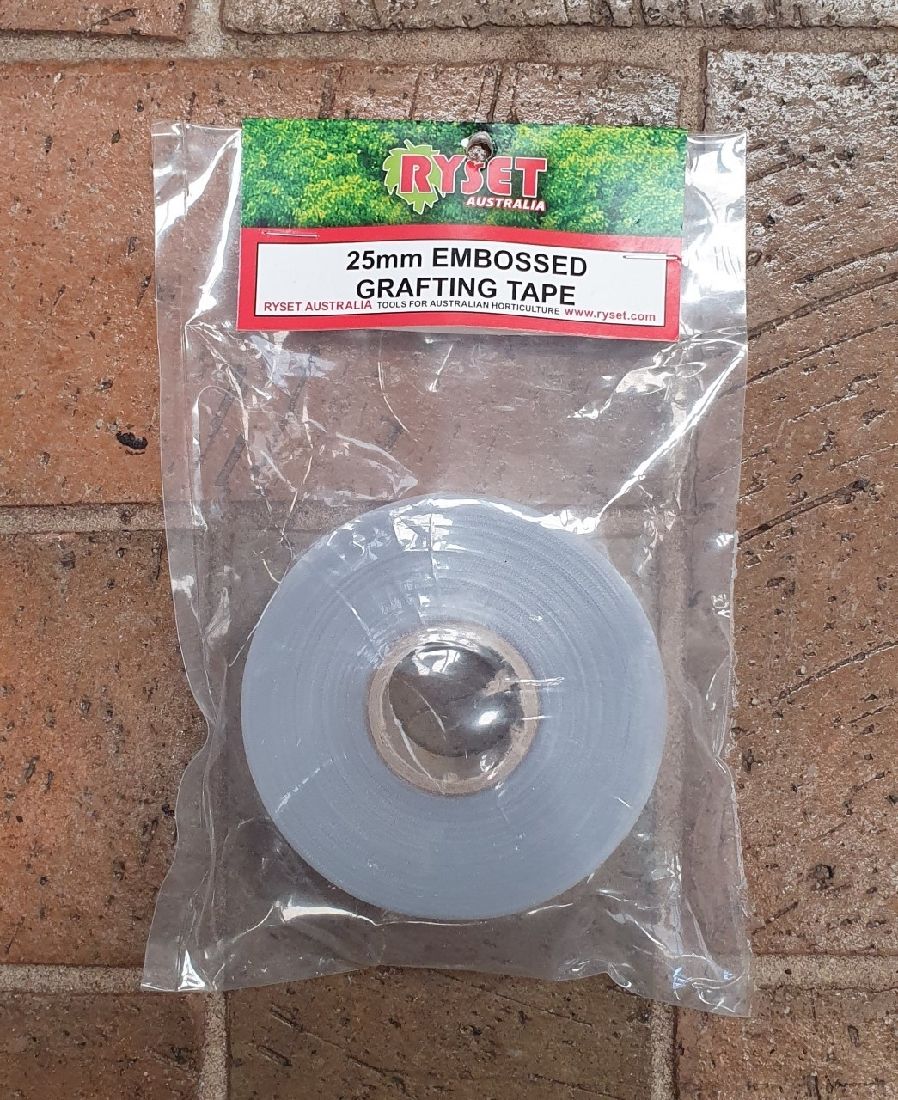 RYSET
AUSTRALIA
25mm EMBOSSED
GRAFTING TAPE
RYSET AUSTRALIA TOOLS FOR AUSTRALIAN HORTICULTURE www.ryset.com